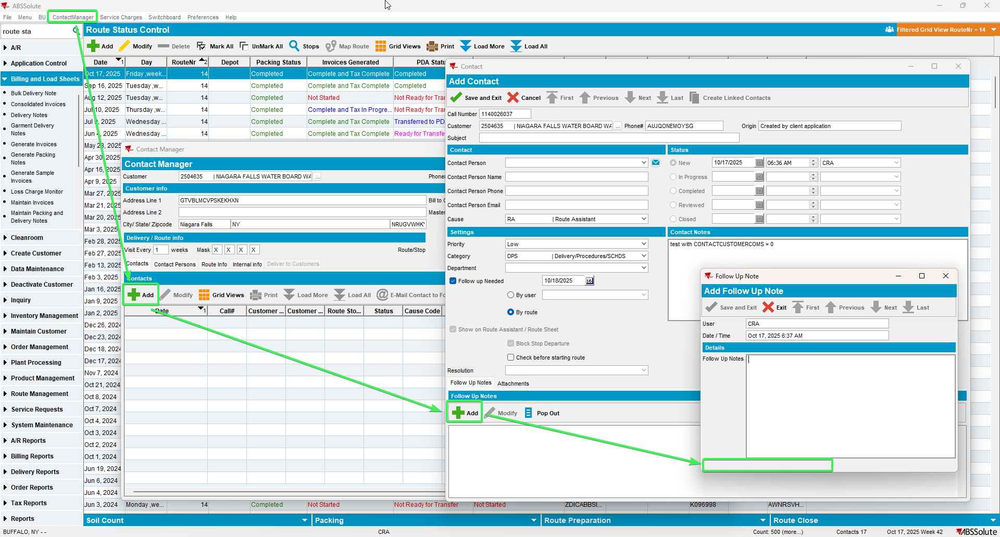 ABSSolute
File Menu BU ContactManager Service Charges Switchboard Preferences Help
route sta
Route Status Control
Filtered Grid View RouteNr = 14
Add Modify Delete Mark All UnMark All Stops Map Route Grid Views Print Load More Load All
A/R
Application Control
Billing and Load Sheets
Bulk Delivery Note
Consolidated Invoices
Delivery Notes
Garment Delivery
Notes
Generate Invoices
Generate Packing
Notes
Generate Sample
Invoices
Loss Charge Monitor
Maintain Invoices
Maintain Packing and
Delivery Notes
Cleanroom
Create Customer
Data Maintenance
Deactivate Customer
Inquiry
Inventory Management
Maintain Customer
Order Management
Plant Processing
Product Management
Route Management
Service Requests
System Maintenance
A/R Reports
Billing Reports
Delivery Reports
Order Reports
Tax Reports
Reports
Date 1 Day RouteNr 2 Depot Packing Status Invoices Generated PDA Statu
Oct 17, 2025 Friday ,week... 14 Completed Complete and Tax Complete Completed
Sep 16, 2025 Tuesday ,w... 14 Completed Complete and Tax Complete Completed
Aug 12, 2025 Tuesday ,w... 14 Completed Not Started Not Ready for Tra
Jul 10, 2025 Thursday ,w... 14 Completed Complete and Tax In Progre... Not Ready for Tra
Jul 9, 2025 Wednesday ... 14 Completed Complete and Tax Complete Transferred to PD
Jun 4, 2025 Wednesday ... 14 Completed Complete and Tax Complete Ready for Transfe
May 28, 2025
Apr 30, 2025
Apr 16, 2025
Apr 9, 2025
Mar 27, 2025
Mar 21, 2025
Mar 20, 2025
Mar 3, 2025
Feb 28, 2025
Feb 27, 2025
Feb 13, 2025
Feb 3, 2025
Jan 16, 2025
Jan 9, 2025
Jan 2, 2025
Dec 26, 2024
Dec 23, 2024
Dec 18, 2024
Dec 17, 2024
Nov 7, 2024
Oct 21, 2024
Oct 8, 2024
Oct 7, 2024
Oct 4, 2024
Oct 3, 2024
Oct 2, 2024
Oct 1, 2024
Jun 19, 2024
Jun 6, 2024
Jun 4, 2024
Jun 3, 2024 Monday ,we... 14 Completed Not Started Not Ready for Transfer Not Started ZDICABBSI... K096998 AWNRSVH...
Contact Manager
Contact Manager
Customer 2504635 | NIAGARA FALLS WATER BOARD WA ... Phone
Customer info
Address Line 1 GTVBLMCVPSKEKHXN Bill to C
Address Line 2 Master
City/ State/ Zipcode Niagara Falls NY NRUGVWHK
Delivery / Route info
Visit Every 1 weeks Mask X X X X Route/Stop
Contacts Contact Persons Route Info Internal info Deliver to Customers
Contacts
Add Modify Grid Views Print Load More Load All E-Mail Contact to Fo
Date 1 Call# Customer ... Customer ... Route Sto... Status Cause Code
Contact
Add Contact
Save and Exit Cancel First Previous Next Last Create Linked Contacts
Call Number 1140026037
Customer 2504635 | NIAGARA FALLS WATER BOARD WA ... Phone# AUJQONEMOYSG Origin Created by client application
Subject
Contact
Contact Person
Contact Person Name
Contact Person Phone
Contact Person Email
Cause RA | Route Assistant
Status
New 10/17/2025 16 06:36 AM CRA
In Progress 16
Completed 16
Reviewed 16
Closed 16
Settings
Priority Low
Category DPS | Delivery/Procedures/SCHDS
Department
Follow up Needed 10/18/2025 16
By user
By route
Show on Route Assistant / Route Sheet
Block Stop Departure
Check before starting route
Resolution
Contact Notes
test with CONTACTCUSTOMERCOMS = 0
Follow Up Notes Attachments
Follow Up Notes
Add Modify Pop Out
Follow Up Note
Add Follow Up Note
Save and Exit Exit First Previous Next Last
User CRA
Date / Time Oct 17, 2025 6:37 AM
Details
Follow Up Notes
Soil Count Packing Route Preparation Route Close
BUFFALO, NY - - CRA Count: 500 (more...) Contacts 17 Oct 17, 2025 Week 42 ABSSolute